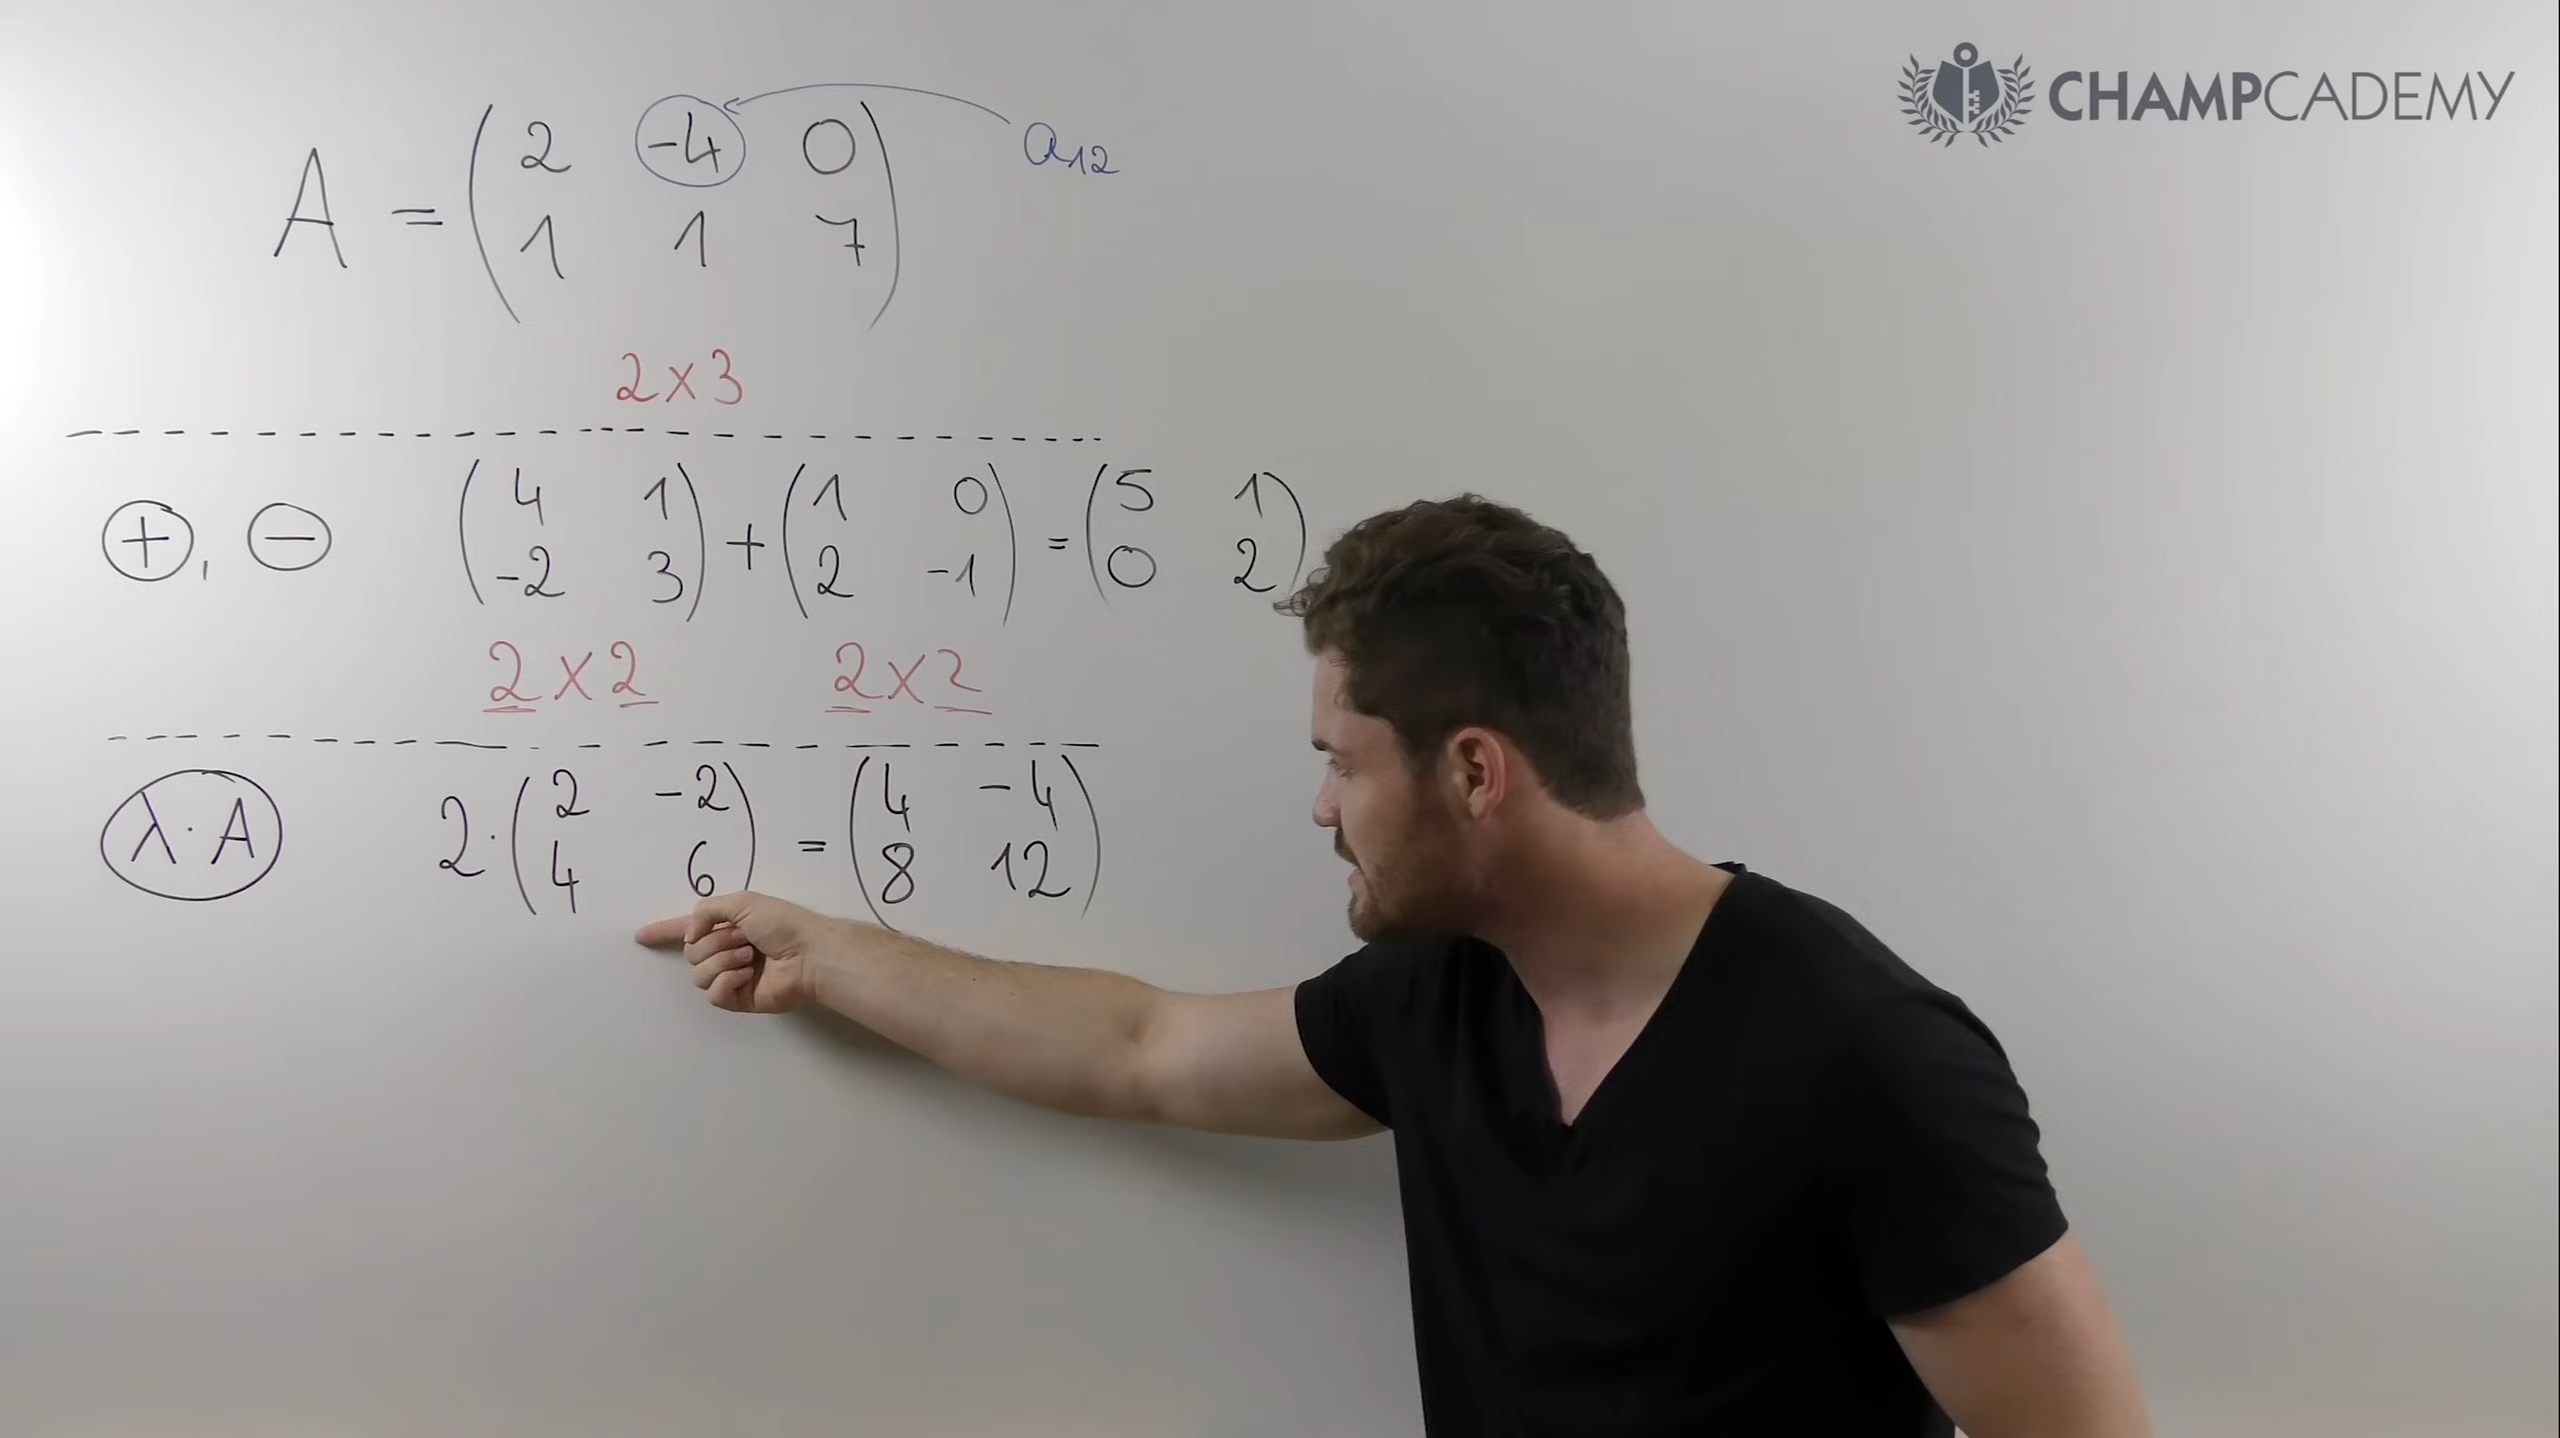 CHAMPCADEMY
A = ( 2 -4 0 ) a₁₂
( 1 1 7 )
2x3
+, − ( 4 1 ) + ( 1 0 ) = ( 5 1 )
( -2 3 ) ( 2 -1 ) ( 0 2 )
2x2 2x2
λ·A 2· ( 2 -2 ) = ( 4 -4 )
( 4 6 ) ( 8 12 )